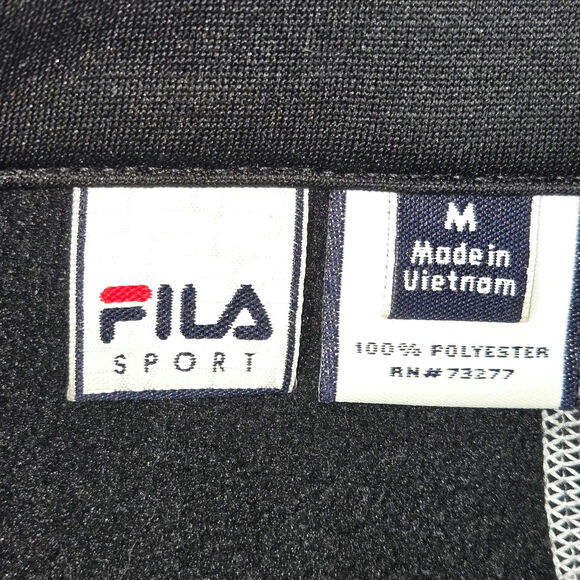 FILA
SPORT
M
Made in
Vietnam
100% POLYESTER
RN#73277